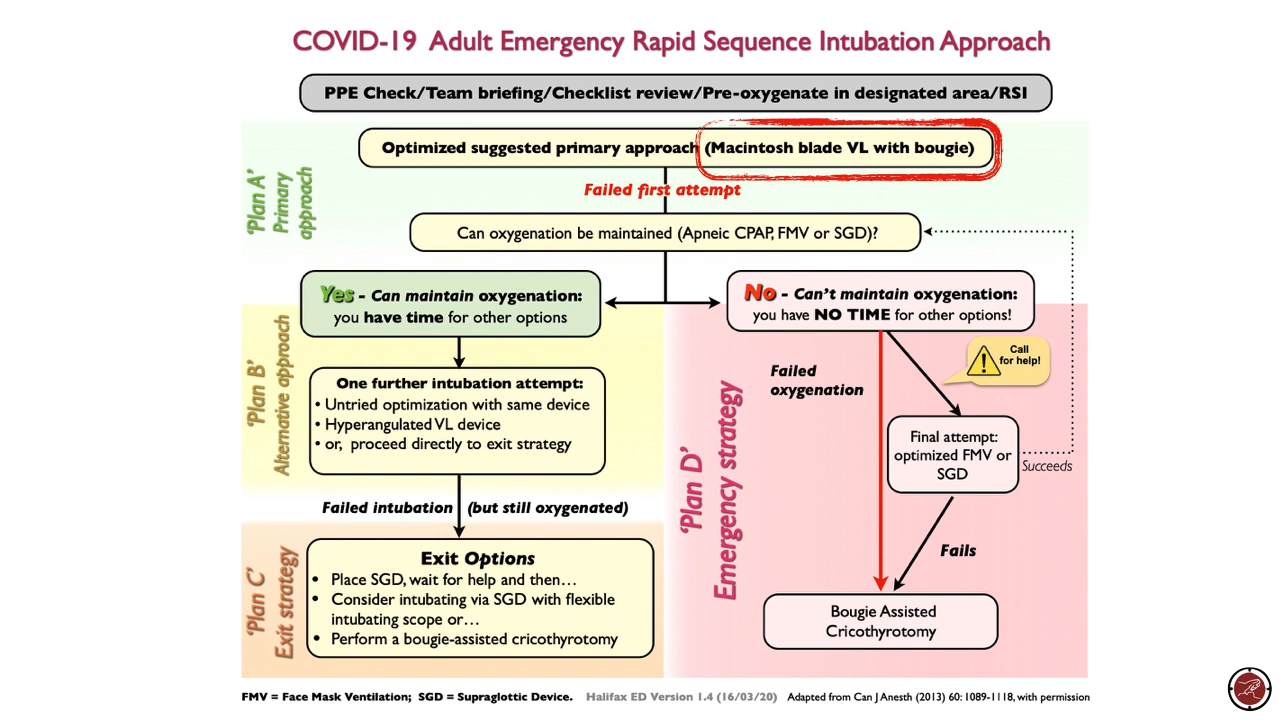 COVID-19 Adult Emergency Rapid Sequence Intubation Approach
PPE Check/Team briefing/Checklist review/Pre-oxygenate in designated area/RSI
'Plan A'
Primary
approach
Optimized suggested primary approach (Macintosh blade VL with bougie)
Failed first attempt
Can oxygenation be maintained (Apneic CPAP, FMV or SGD)?
Yes - Can maintain oxygenation:
you have time for other options
No - Can't maintain oxygenation:
you have NO TIME for other options!
'Plan B'
Alternative approach
One further intubation attempt:
• Untried optimization with same device
• Hyperangulated VL device
• or, proceed directly to exit strategy
Failed intubation (but still oxygenated)
'Plan C'
Exit strategy
Exit Options
• Place SGD, wait for help and then…
• Consider intubating via SGD with flexible
intubating scope or…
• Perform a bougie-assisted cricothyrotomy
'Plan D'
Emergency strategy
Failed
oxygenation
Call
for help!
Final attempt:
optimized FMV or
SGD
Succeeds
Fails
Bougie Assisted
Cricothyrotomy
FMV = Face Mask Ventilation; SGD = Supraglottic Device. Halifax ED Version 1.4 (16/03/20) Adapted from Can J Anesth (2013) 60: 1089-1118, with permission